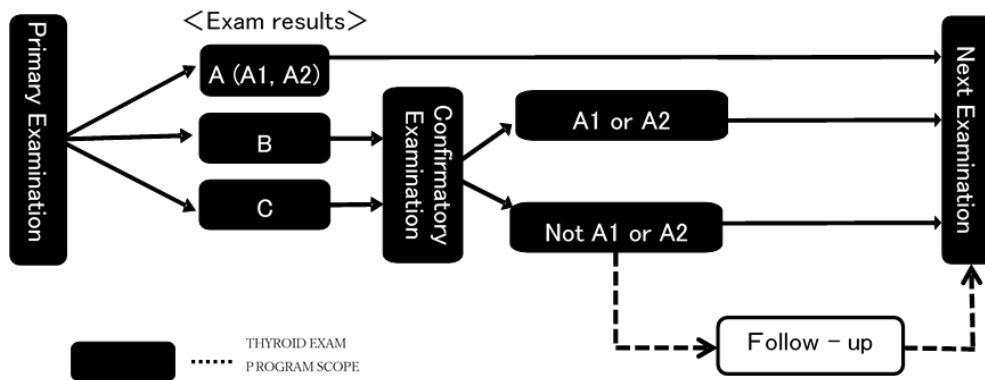 <Exam results>
Primary Examination
A (A1, A2)
B
C
Confirmatory
Examination
A1 or A2
Not A1 or A2
Next Examination
Follow - up
THYROID EXAM
PROGRAM SCOPE